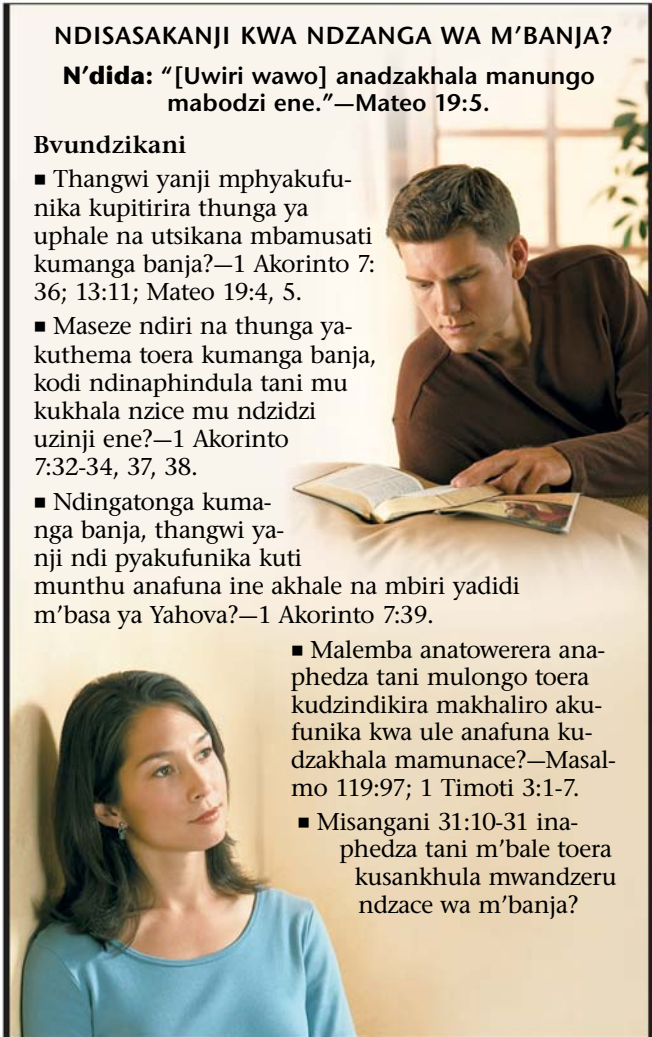 NDISASAKANJI KWA NDZANGA WA M'BANJA?
N'dida: "[Uwiri wawo] anadzakhala manungo
mabodzi ene."—Mateo 19:5.
Bvundzikani
■ Thangwi yanji mphyakufu-
nika kupitirira thunga ya
uphale na utsikana mbamusati
kumanga banja?—1 Akorinto 7:
36; 13:11; Mateo 19:4, 5.
■ Maseze ndiri na thunga ya-
kuthema toera kumanga banja,
kodi ndinaphindula tani mu
kukhala nzice mu ndzidzi
uzinji ene?—1 Akorinto
7:32-34, 37, 38.
■ Ndingatonga kuma-
nga banja, thangwi ya-
nji ndi pyakufunika kuti
munthu anafuna ine akhale na mbiri yadidi
m'basa ya Yahova?—1 Akorinto 7:39.
■ Malemba anatowerera ana-
phedza tani mulongo toera
kudzindikira makhaliro aku-
funika kwa ule anafuna ku-
dzakhala mamunace?—Masal-
mo 119:97; 1 Timoti 3:1-7.
■ Misangani 31:10-31 ina-
phedza tani m'bale toera
kusankhula mwandzeru
ndzace wa m'banja?